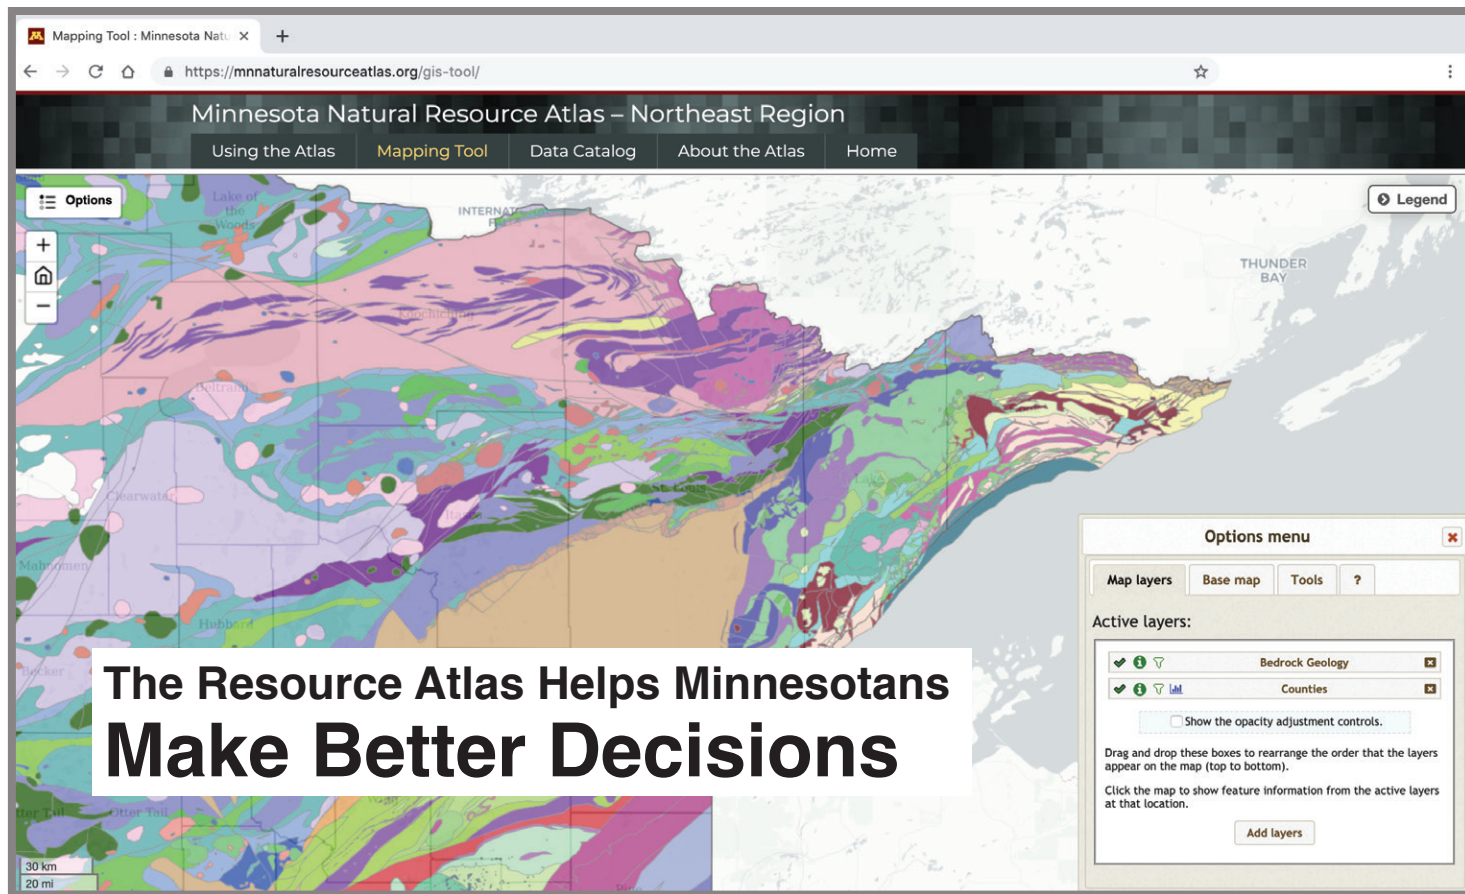 Mapping Tool : Minnesota Natu
https://mnnaturalresourceatlas.org/gis-tool/
Minnesota Natural Resource Atlas – Northeast Region
Using the Atlas
Mapping Tool
Data Catalog
About the Atlas
Home
Options
Legend
Lake of
the
Woods
THUNDER
BAY
Koochiching
Beltrami
Clearwater
Itasca
St. Louis
Lake
Mahnomen
Hubbard
Becker
The Resource Atlas Helps Minnesotans
Make Better Decisions
Otter Tail
30 km
20 mi
Options menu
Map layers
Base map
Tools
?
Active layers:
Bedrock Geology
Counties
Show the opacity adjustment controls.
Drag and drop these boxes to rearrange the order that the layers
appear on the map (top to bottom).
Click the map to show feature information from the active layers
at that location.
Add layers